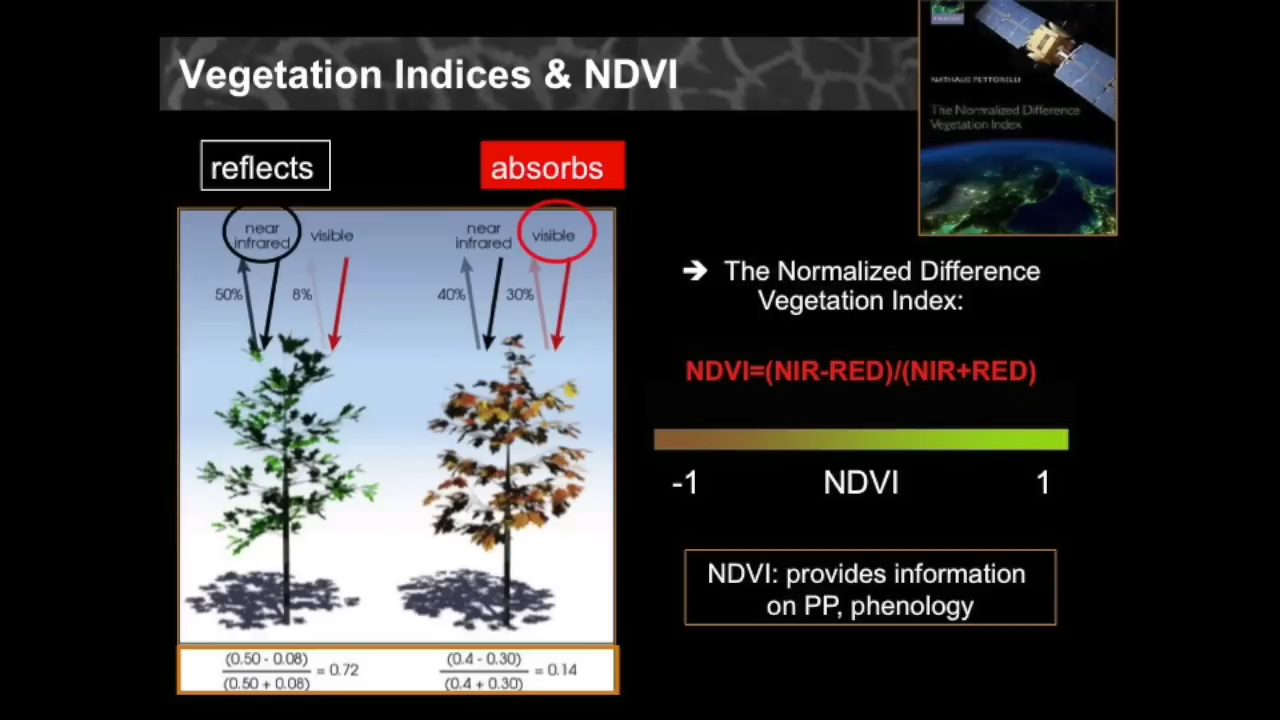 Vegetation Indices & NDVI
NATHALIE PETTORELLI
The Normalized Difference
Vegetation Index
reflects
absorbs
near
infrared
visible
near
infrared
visible
50%
8%
40%
30%
➔ The Normalized Difference
Vegetation Index:
NDVI=(NIR-RED)/(NIR+RED)
-1
NDVI
1
NDVI: provides information
on PP, phenology
(0.50 - 0.08)
(0.50 + 0.08)
= 0.72
(0.4 - 0.30)
(0.4 + 0.30)
= 0.14